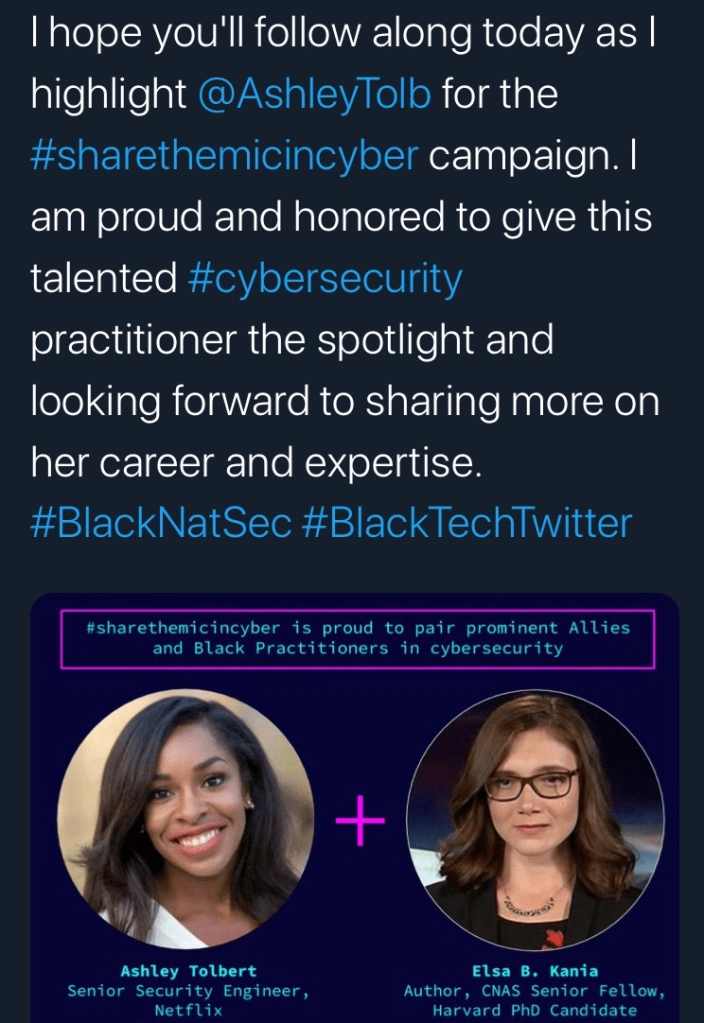 I hope you'll follow along today as I
highlight @AshleyTolb for the
#sharethemicincyber campaign. I
am proud and honored to give this
talented #cybersecurity
practitioner the spotlight and
looking forward to sharing more on
her career and expertise.
#BlackNatSec #BlackTechTwitter
#sharethemicincyber is proud to pair prominent Allies
and Black Practitioners in cybersecurity
+
Ashley Tolbert
Senior Security Engineer,
Netflix
Elsa B. Kania
Author, CNAS Senior Fellow,
Harvard PhD Candidate